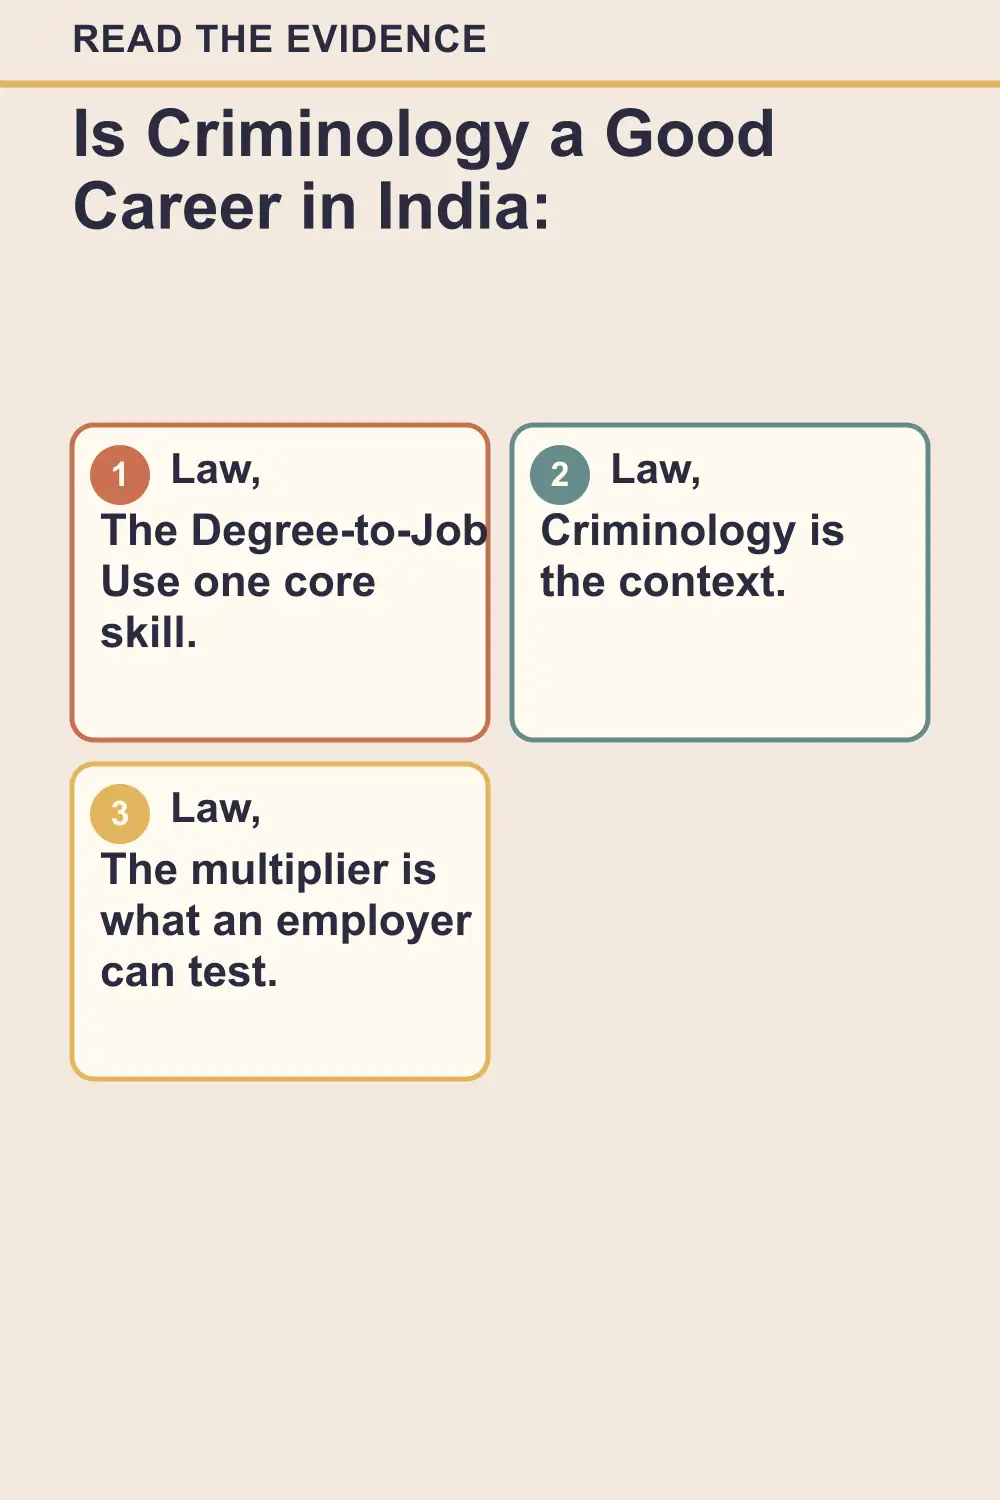 READ THE EVIDENCE
Is Criminology a Good
Career in India:
1 Law,
The Degree-to-Job
Use one core
skill.
2 Law,
Criminology is
the context.
3 Law,
The multiplier is
what an employer
can test.